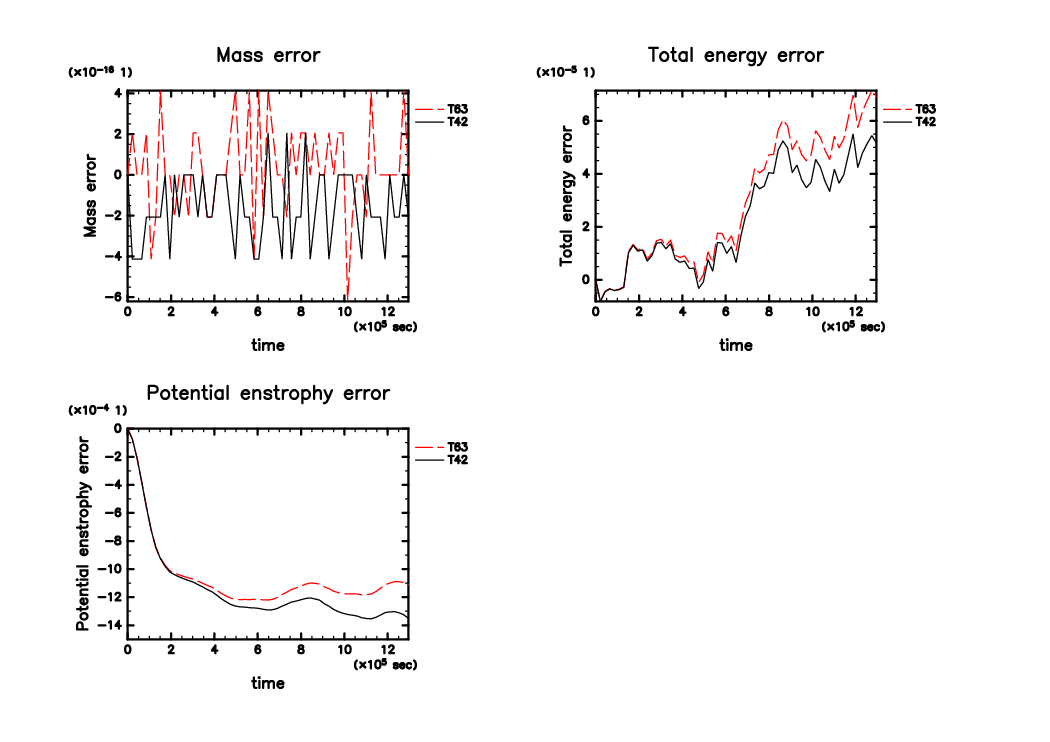 Mass error
(×10⁻¹⁶ 1)
Mass error
4
2
0
−2
−4
−6
0 2 4 6 8 10 12
(×10⁵ sec)
time
T63
T42
Total energy error
(×10⁻⁵ 1)
Total energy error
6
4
2
0
0 2 4 6 8 10 12
(×10⁵ sec)
time
T63
T42
Potential enstrophy error
(×10⁻⁴ 1)
Potential enstrophy error
0
−2
−4
−6
−8
−10
−12
−14
0 2 4 6 8 10 12
(×10⁵ sec)
time
T63
T42